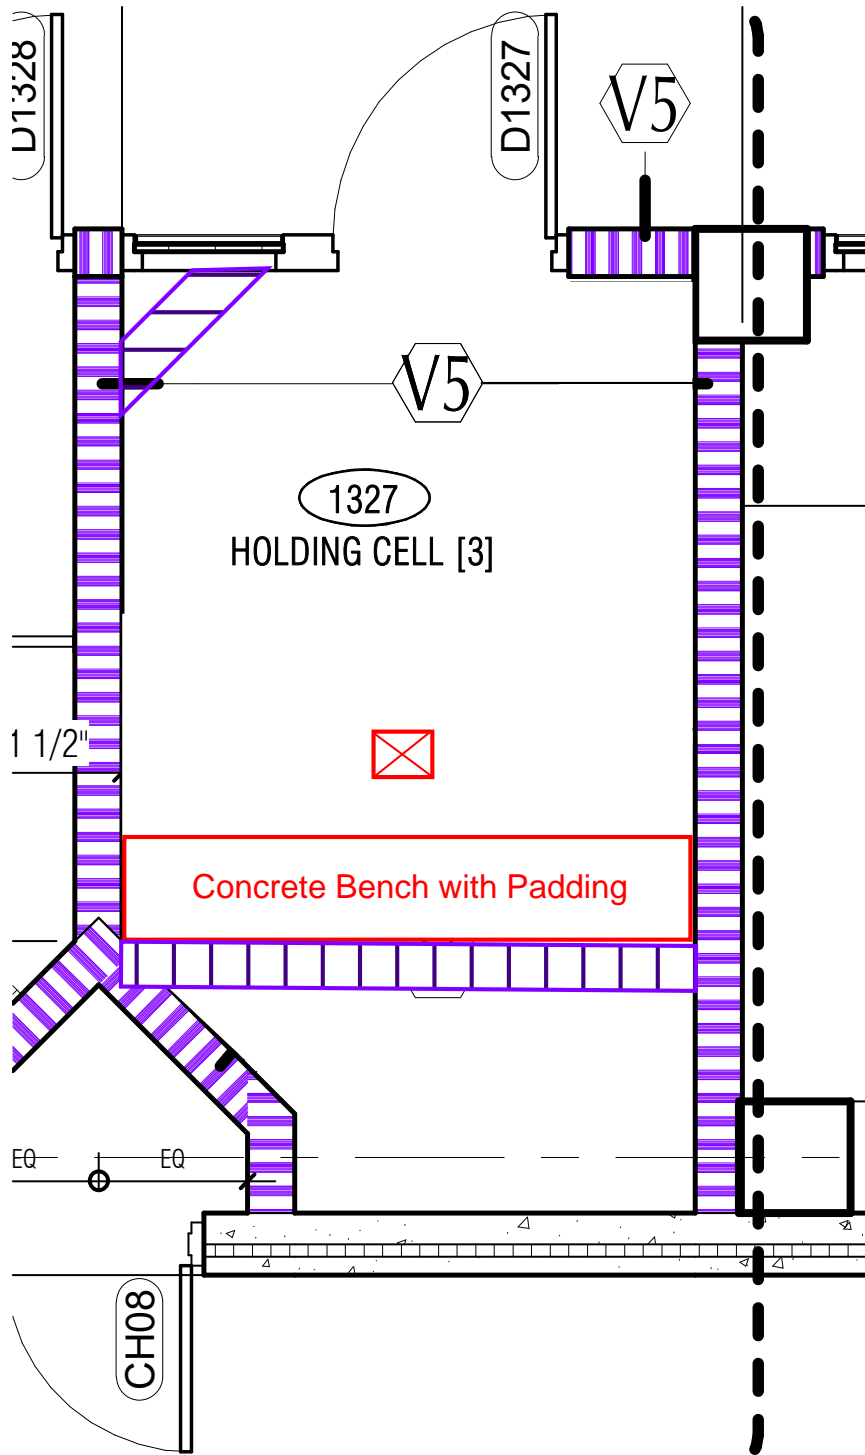 D1328
D1327
V5
V5
1327
HOLDING CELL [3]
1 1/2"
Concrete Bench with Padding
EQ
EQ
CH08